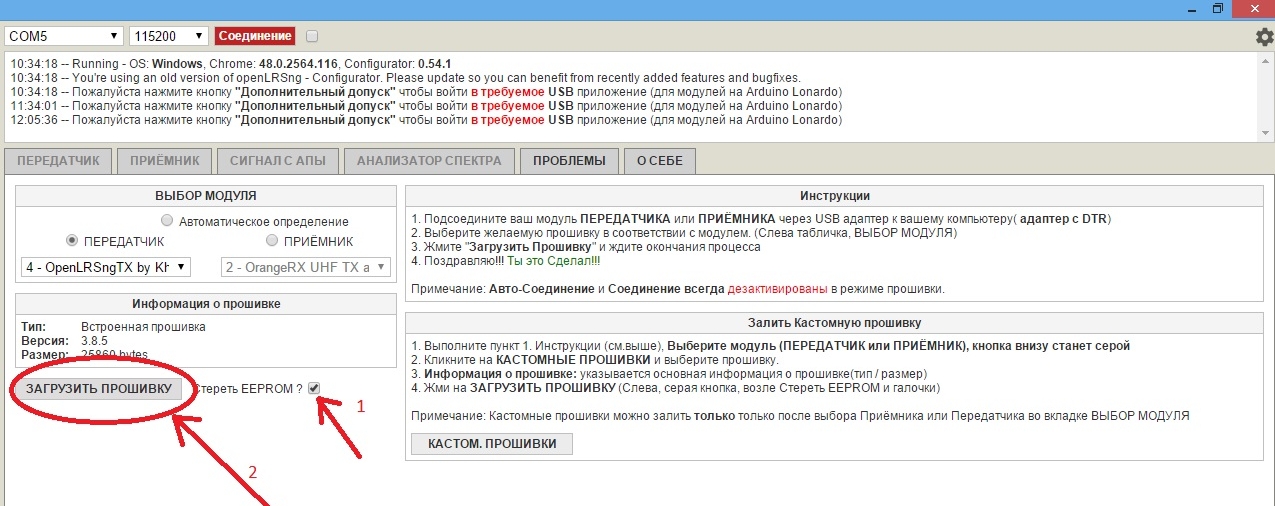 COM5 115200 Соединение
10:34:18 -- Running - OS: Windows, Chrome: 48.0.2564.116, Configurator: 0.54.1
10:34:18 -- You're using an old version of openLRSng - Configurator. Please update so you can benefit from recently added features and bugfixes.
10:34:18 -- Пожалуйста нажмите кнопку "Дополнительный допуск" чтобы войти в требуемое USB приложение (для модулей на Arduino Lonardo)
11:34:01 -- Пожалуйста нажмите кнопку "Дополнительный допуск" чтобы войти в требуемое USB приложение (для модулей на Arduino Lonardo)
12:05:36 -- Пожалуйста нажмите кнопку "Дополнительный допуск" чтобы войти в требуемое USB приложение (для модулей на Arduino Lonardo)
ПЕРЕДАТЧИК ПРИЁМНИК СИГНАЛ С АПЫ АНАЛИЗАТОР СПЕКТРА ПРОБЛЕМЫ О СЕБЕ
ВЫБОР МОДУЛЯ
Автоматическое определение
ПЕРЕДАТЧИК ПРИЁМНИК
4 - OpenLRSngTX by Kh 2 - OrangeRX UHF TX a
Информация о прошивке
Тип: Встроенная прошивка
Версия: 3.8.5
Размер: 25860 bytes
ЗАГРУЗИТЬ ПРОШИВКУ Стереть EEPROM ?
1
2
Инструкции
1. Подсоедините ваш модуль ПЕРЕДАТЧИКА или ПРИЁМНИКА через USB адаптер к вашему компьютеру( адаптер с DTR)
2. Выберите желаемую прошивку в соответствии с модулем. (Слева табличка, ВЫБОР МОДУЛЯ)
3. Жмите "Загрузить Прошивку" и ждите окончания процесса
4. Поздравляю!!! Ты это Сделал!!!
Примечание: Авто-Соединение и Соединение всегда дезактивированы в режиме прошивки.
Залить Кастомную прошивку
1. Выполните пункт 1. Инструкции (см.выше), Выберите модуль (ПЕРЕДАТЧИК или ПРИЁМНИК), кнопка внизу станет серой
2. Кликните на КАСТОМНЫЕ ПРОШИВКИ и выберите прошивку.
3. Информация о прошивке: указывается основная информация о прошивке(тип / размер)
4. Жми на ЗАГРУЗИТЬ ПРОШИВКУ (Слева, серая кнопка, возле Стереть EEPROM и галочки)
Примечание: Кастомные прошивки можно залить только только после выбора Приёмника или Передатчика во вкладке ВЫБОР МОДУЛЯ
КАСТОМ. ПРОШИВКИ